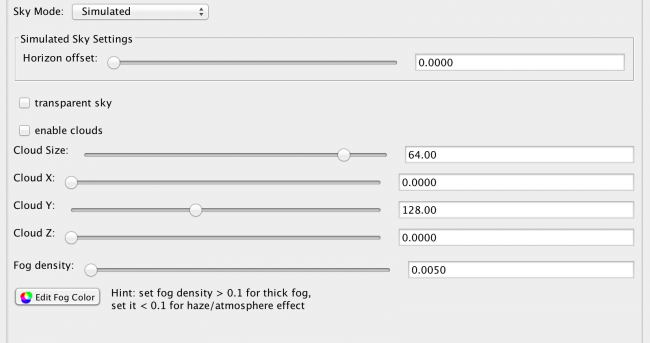 Sky Mode: Simulated
Simulated Sky Settings
Horizon offset: 0.0000
transparent sky
enable clouds
Cloud Size: 64.00
Cloud X: 0.0000
Cloud Y: 128.00
Cloud Z: 0.0000
Fog density: 0.0050
Edit Fog Color Hint: set fog density > 0.1 for thick fog,
set it < 0.1 for haze/atmosphere effect